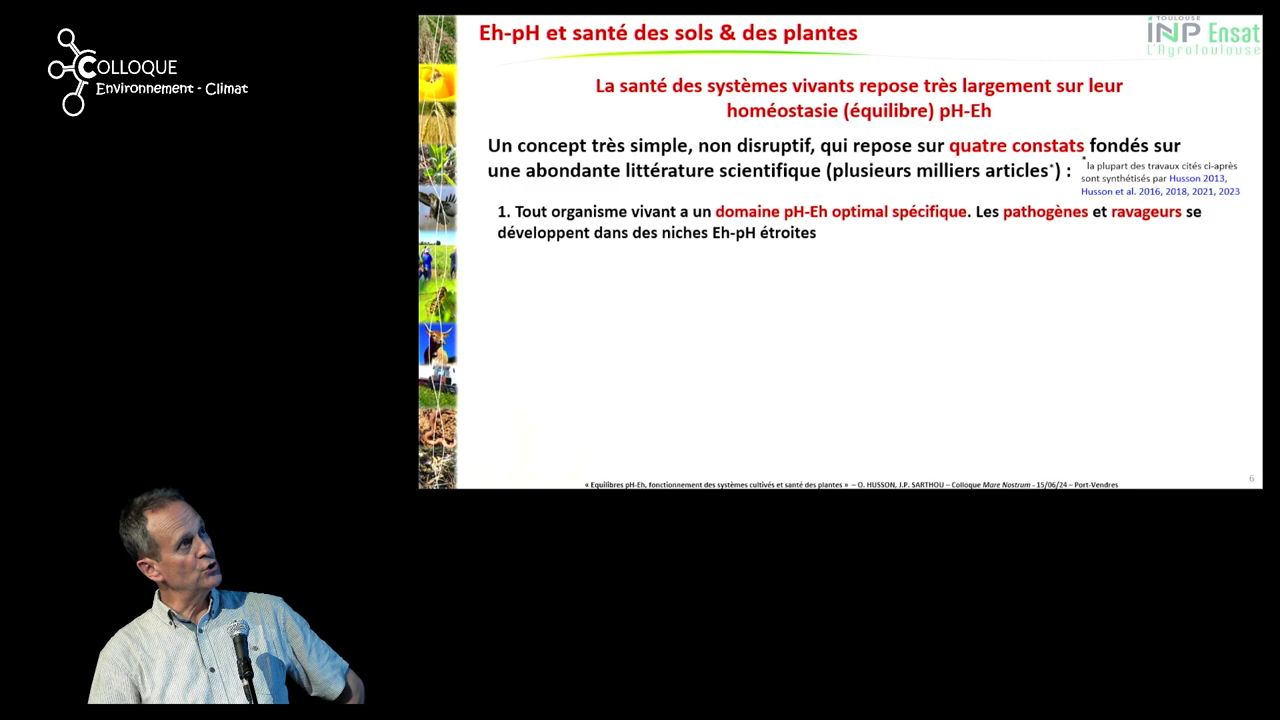 COLLOQUE
Environnement - Climat
Eh-pH et santé des sols & des plantes
TOULOUSE
INP Ensat
L'Agrotoulouse
La santé des systèmes vivants repose très largement sur leur
homéostasie (équilibre) pH-Eh
Un concept très simple, non disruptif, qui repose sur quatre constats fondés sur
une abondante littérature scientifique (plusieurs milliers articles*) :
*la plupart des travaux cités ci-après
sont synthétisés par Husson 2013,
Husson et al. 2016, 2018, 2021, 2023
1. Tout organisme vivant a un domaine pH-Eh optimal spécifique. Les pathogènes et ravageurs se
développent dans des niches Eh-pH étroites
« Equilibres pH-Eh, fonctionnement des systèmes cultivés et santé des plantes » – O. HUSSON, J.P. SARTHOU – Colloque Mare Nostrum - 15/06/24 – Port-Vendres
6